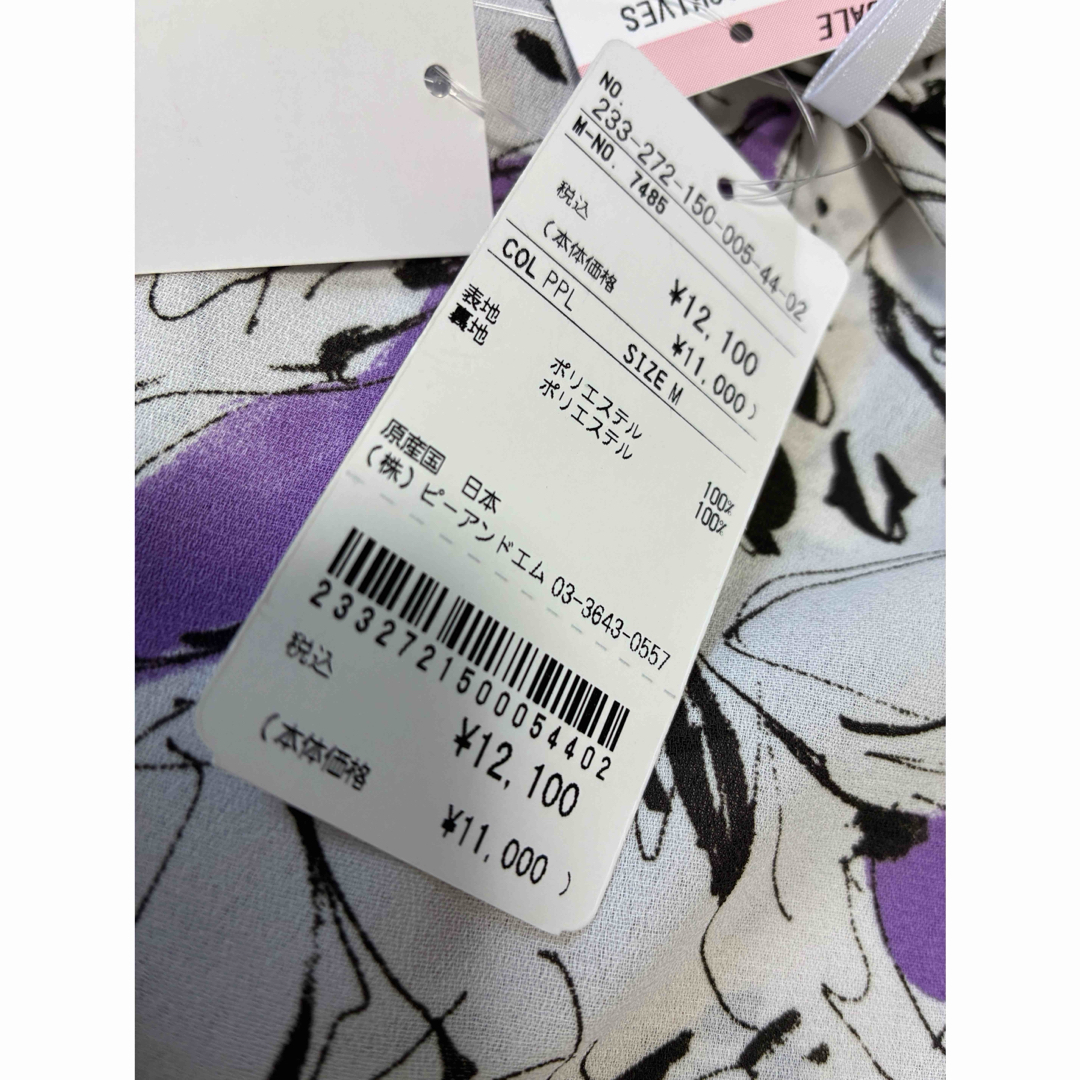 SALE
NO.
233-272-150-005-44-02
M-NO. 7485
税込 ¥12,100
(本体価格 ¥11,000)
COL PPL SIZE M
表地 ポリエステル 100%
裏地 ポリエステル 100%
原産国 日本
(株)ピーアンドエム 03-3643-0557
2332721500054402
税込 ¥12,100
(本体価格 ¥11,000)